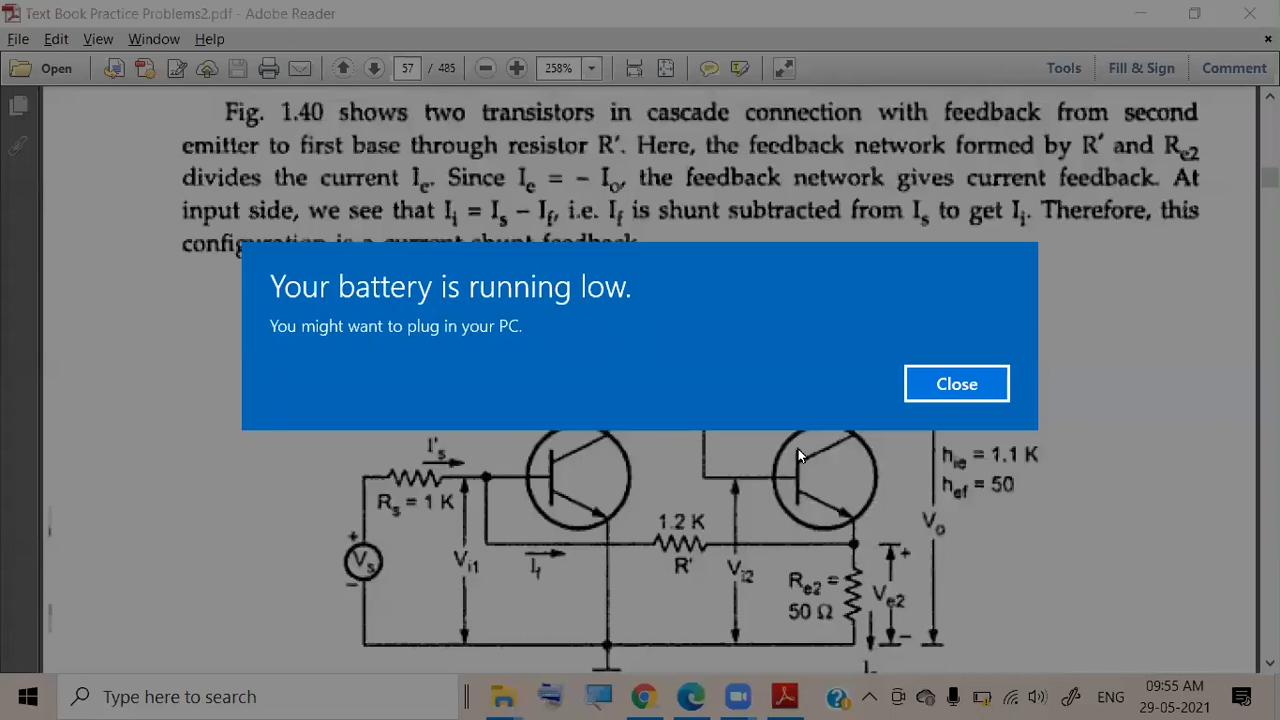 Text Book Practice Problems2.pdf - Adobe Reader
File Edit View Window Help
Open 57 / 485 258% Tools Fill & Sign Comment
Fig. 1.40 shows two transistors in cascade connection with feedback from second
emitter to first base through resistor R'. Here, the feedback network formed by R' and Re2
divides the current Ie. Since Ie = – Io, the feedback network gives current feedback. At
input side, we see that Ii = Is – If, i.e. If is shunt subtracted from Is to get Ii. Therefore, this
configuration is a current shunt feedback.
Your battery is running low.
You might want to plug in your PC.
Close
I's
hie = 1.1 K
hef = 50
Rs = 1 K
1.2 K
Vo
+
Vs
–
Vi1
If
R'
Vi2
Re2 =
50 Ω
+
Ve2
–
Type here to search
ENG
09:55 AM
29-05-2021